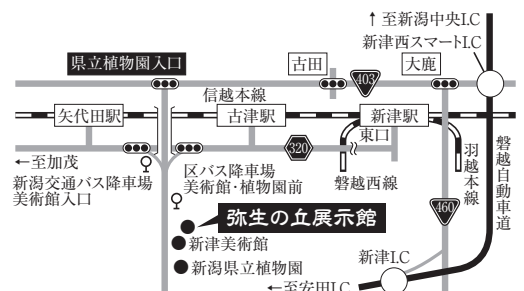 ↑至新潟中央I.C
新津西スマートI.C
県立植物園入口
古田
403
大鹿
信越本線
矢代田駅
古津駅
新津駅
東口
320
←至加茂
新潟交通バス降車場
美術館入口
区バス降車場
美術館・植物園前
磐越西線
羽越本線
磐越自動車道
460
弥生の丘展示館
新津美術館
新潟県立植物園
新津I.C
←至安田I.C